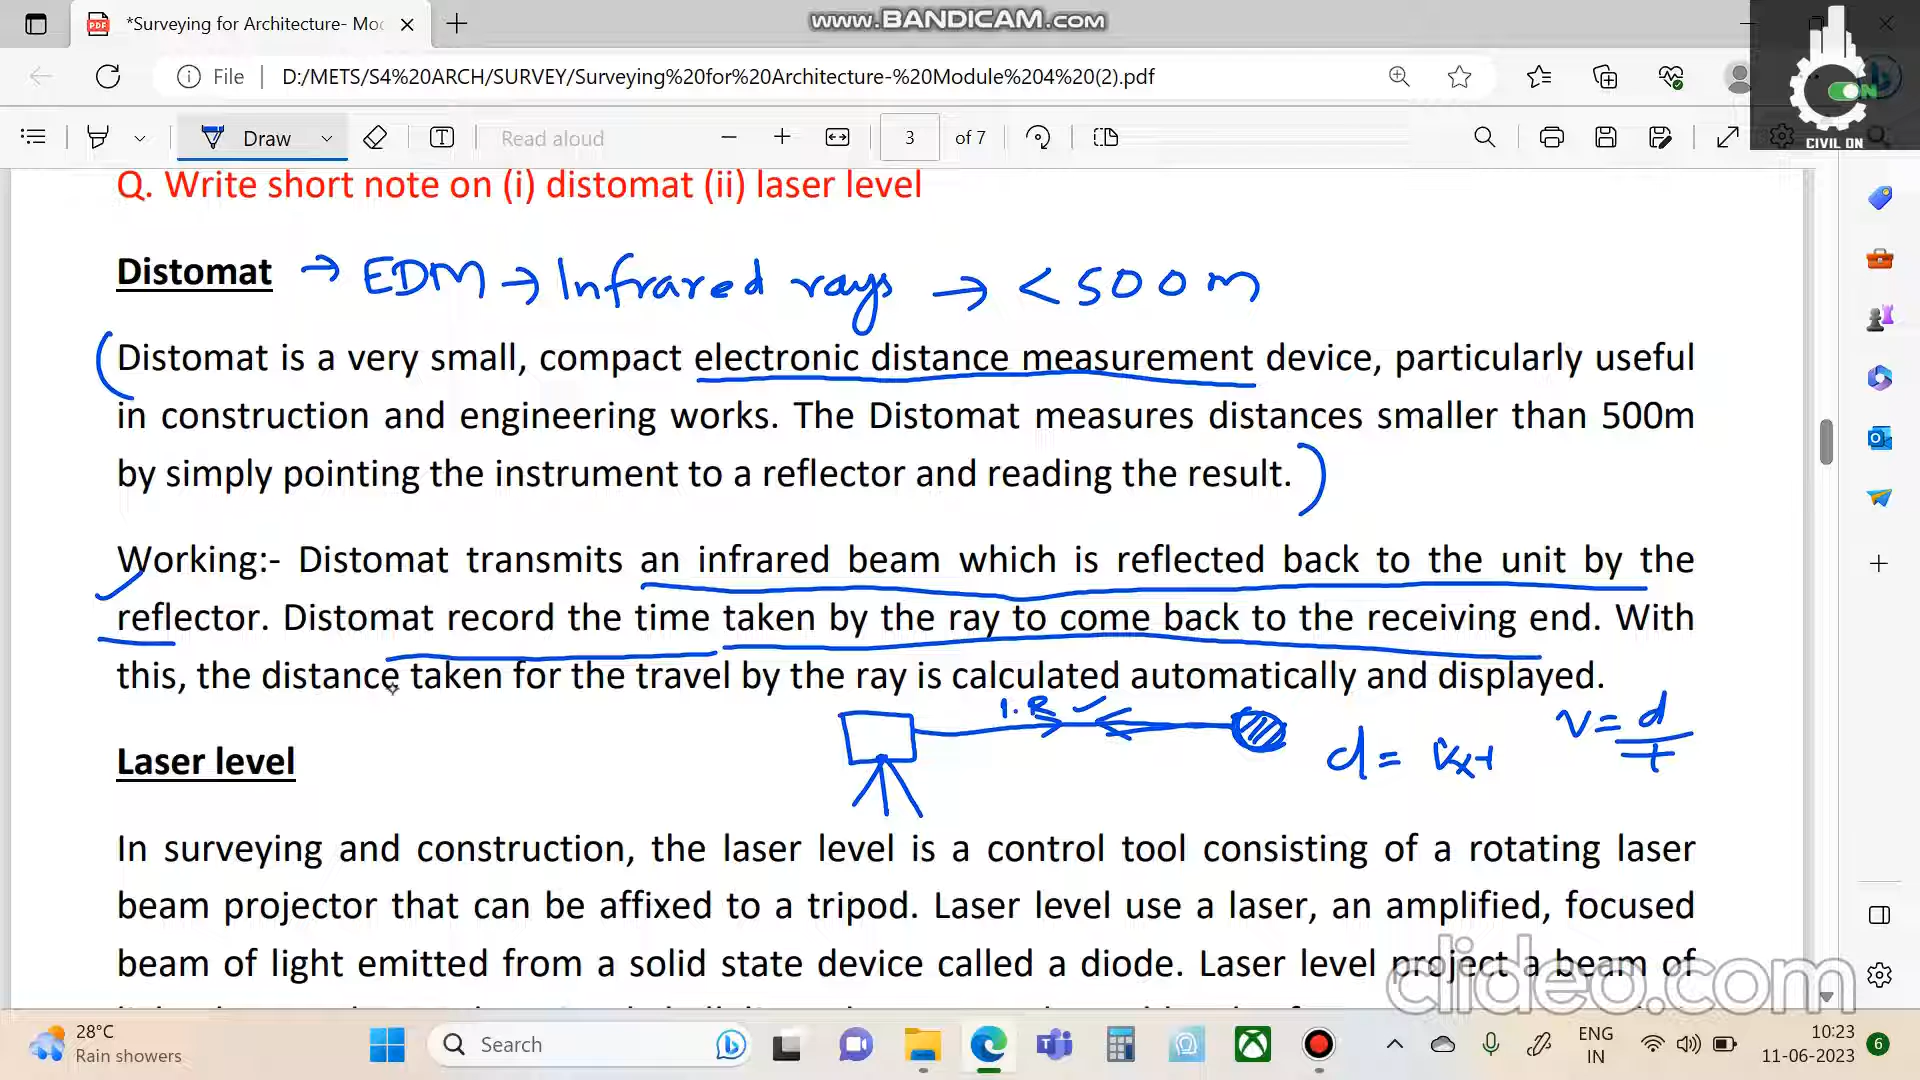 www.BANDICAM.com
*Surveying for Architecture- Moc
File
D:/METS/S4%20ARCH/SURVEY/Surveying%20for%20Architecture-%20Module%204%20(2).pdf
ON
CIVIL ON
Draw
Read aloud
3
of 7
Q. Write short note on (i) distomat (ii) laser level
Distomat → EDM → Infrared rays → < 500 m
Distomat is a very small, compact electronic distance measurement device, particularly useful
in construction and engineering works. The Distomat measures distances smaller than 500m
by simply pointing the instrument to a reflector and reading the result.
Working:- Distomat transmits an infrared beam which is reflected back to the unit by the
reflector. Distomat record the time taken by the ray to come back to the receiving end. With
this, the distance taken for the travel by the ray is calculated automatically and displayed.
I.R
d = v×t
v = d/t
Laser level
In surveying and construction, the laser level is a control tool consisting of a rotating laser
beam projector that can be affixed to a tripod. Laser level use a laser, an amplified, focused
beam of light emitted from a solid state device called a diode. Laser level project a beam of
clideo.com
28°C
Rain showers
Search
ENG
IN
10:23
11-06-2023
6